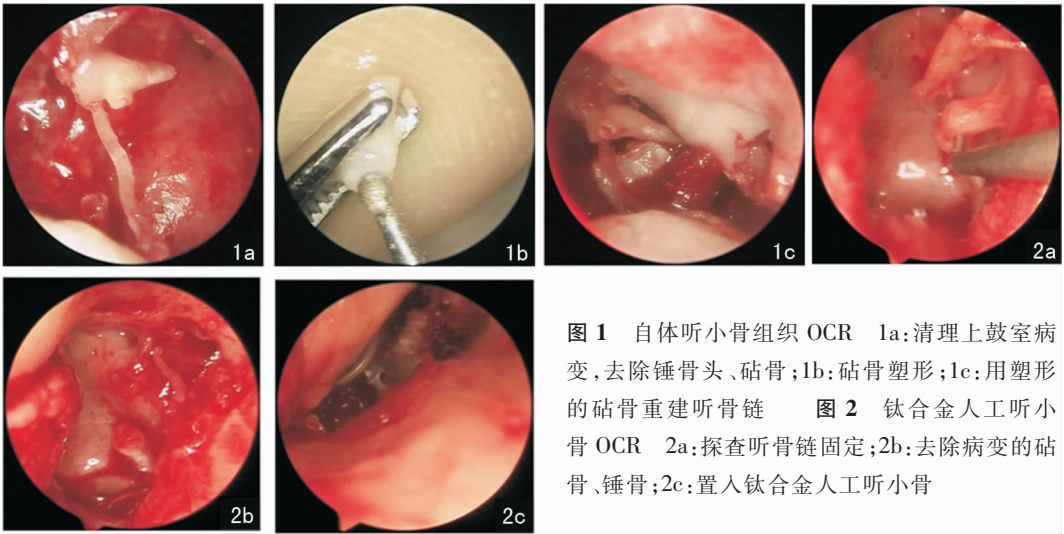 1a
1b
1c
2a
2b
2c
图 1 自体听小骨组织 OCR 1a:清理上鼓室病
变,去除锤骨头、砧骨;1b:砧骨塑形;1c:用塑形
的砧骨重建听骨链 图 2 钛合金人工听小
骨 OCR 2a:探查听骨链固定;2b:去除病变的砧
骨、锤骨;2c:置入钛合金人工听小骨